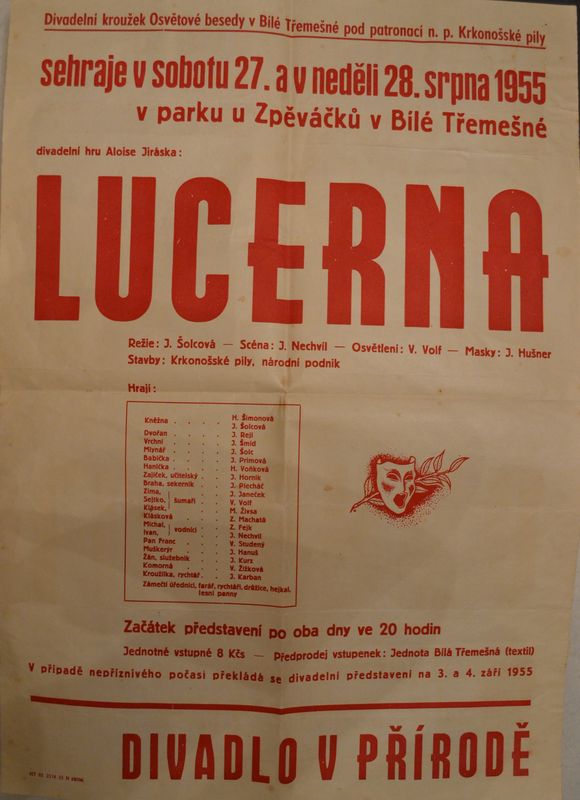 Divadelní kroužek Osvětové besedy v Bílé Třemešné pod patronací n. p. Krkonošské pily
sehraje v sobotu 27. a v neděli 28. srpna 1955
v parku u Zpěváčků v Bílé Třemešné
divadelní hru Aloise Jiráska:
LUCERNA
Režie: J. Šolcová — Scéna: J. Nechvíl — Osvětlení: V. Volf — Masky: J. Hušner
Stavby: Krkonošské pily, národní podnik
Hrají:
Kněžna . . . . . H. Šimonová
J. Šolcová
Dvořan . . . . . J. Rejl
Vrchní . . . . . J. Šmíd
Mlynář . . . . . J. Šolc
Babička . . . . . J. Prímová
Hanička . . . . . H. Voňková
Zajíček, učitelský . . J. Horník
Braha, sekerník . . . J. Plecháč
Zima, J. Janeček
Sejtko, šumaři V. Volf
Klásek, M. Živsa
Klásková . . . . . Z. Machatá
Michal, vodníci . . Z. Fejk
Ivan, J. Nechvíl
Pan Franc . . . . V. Studený
Mušketýr . . . . J. Hanuš
Žán, služebník . . . J. Kurz
Komorná . . . . V. Žižková
Kroužilka, rychtář . . J. Karban
Zámečtí úředníci, farář, rychtáři, družice, hejkal,
lesní panny
Začátek představení po oba dny ve 20 hodin
Jednotné vstupné 8 Kčs — Předprodej vstupenek: Jednota Bílá Třemešná (textil)
V případě nepříznivého počasí překládá se divadelní představení na 3. a 4. září 1955
DIVADLO V PŘÍRODĚ